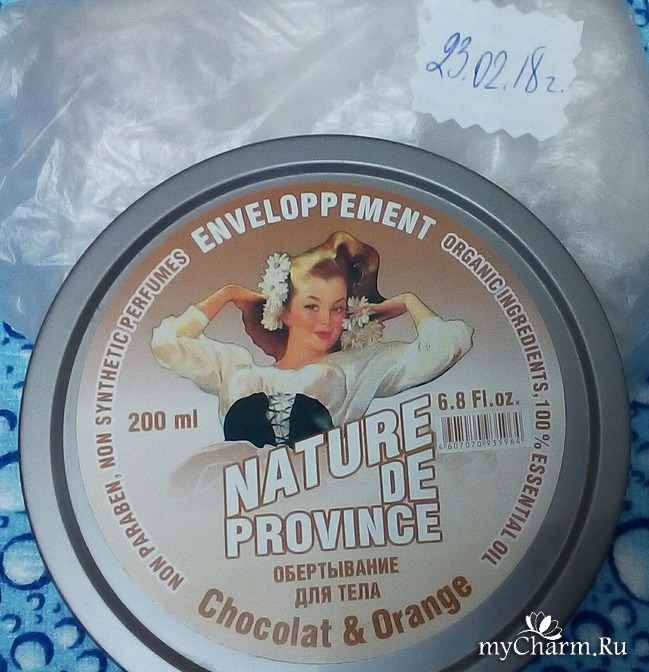 23.02.18г.
ENVELOPPEMENT
NON PARABEN, NON SYNTHETIC PERFUMES
ORGANIC INGREDIENTS, 100% ESSENTIAL OIL
200 ml
6.8 Fl.oz.
4607070935964
NATURE
DE
PROVINCE
ОБЕРТЫВАНИЕ
ДЛЯ ТЕЛА
Chocolat & Orange
myCharm.Ru